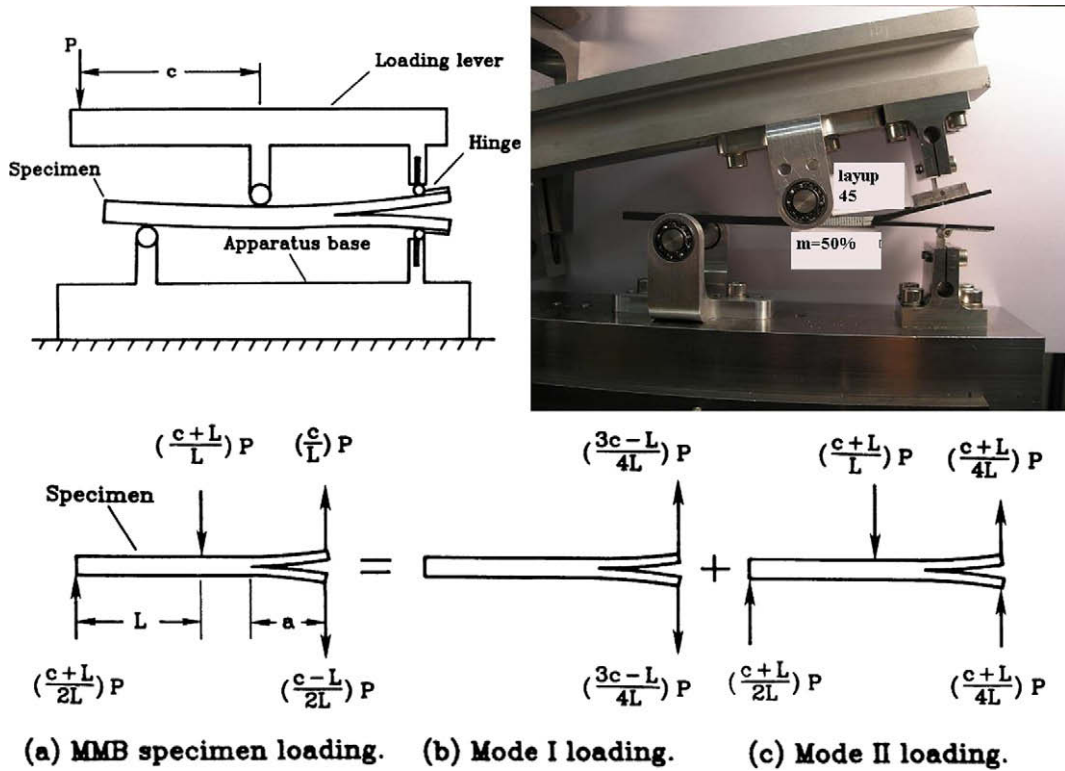 P
c
Loading lever
Hinge
Specimen
Apparatus base
layup
45
m=50%
(c+L/L) P
(c/L) P
Specimen
L
a
(c+L/2L) P
(c-L/2L) P
=
(3c-L/4L) P
(3c-L/4L) P
+
(c+L/L) P
(c+L/4L) P
(c+L/2L) P
(c+L/4L) P
(a) MMB specimen loading.
(b) Mode I loading.
(c) Mode II loading.